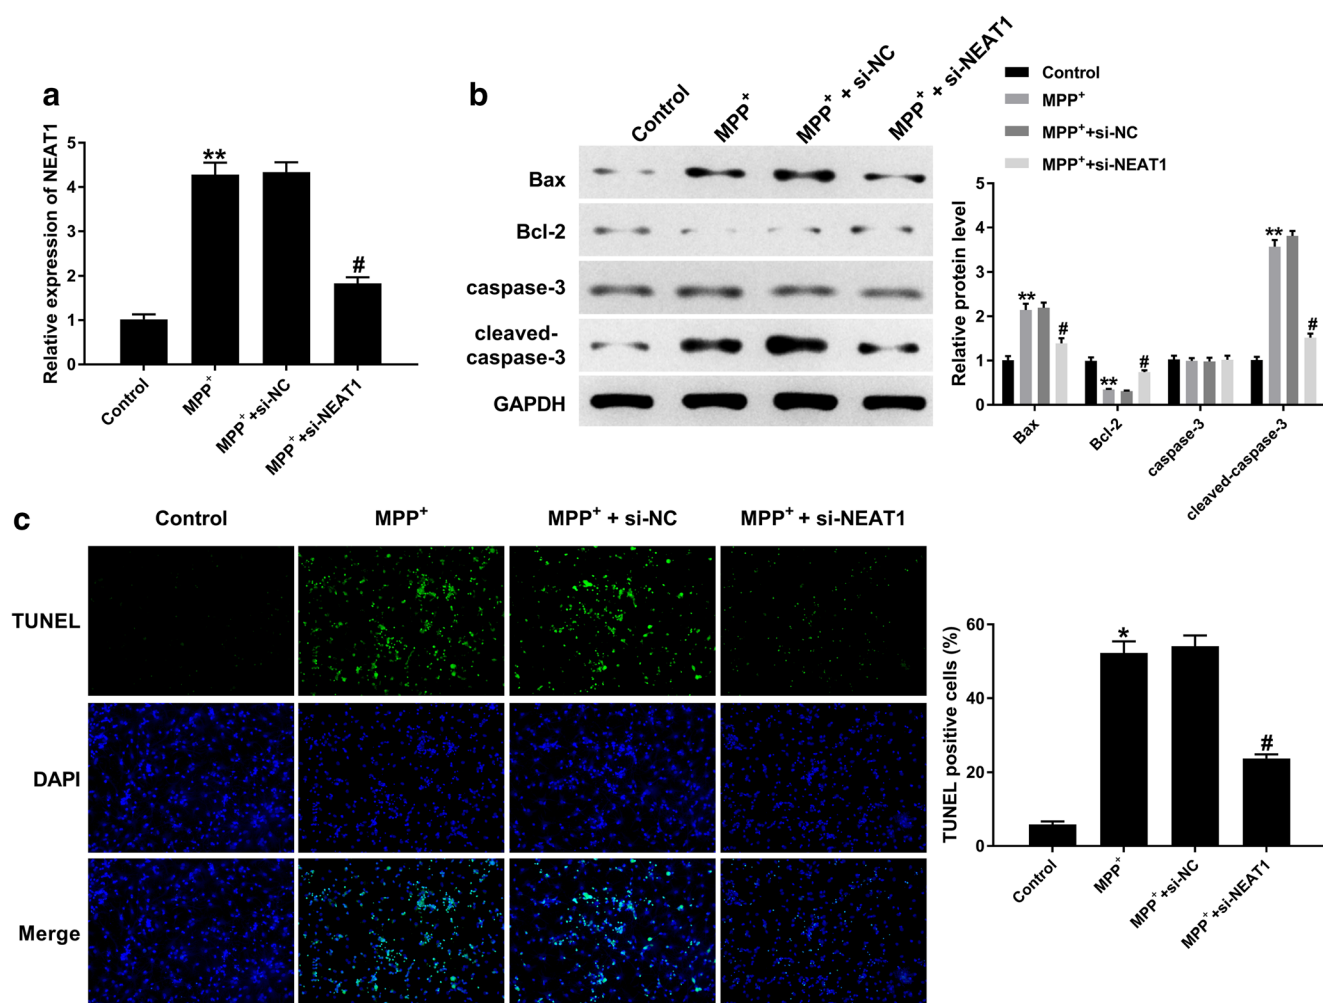 a
Relative expression of NEAT1
5
4
3
2
1
0
**
#
Control
MPP+
MPP+ +si-NC
MPP+ +si-NEAT1
b
Control
MPP+
MPP+ + si-NC
MPP+ + si-NEAT1
Bax
Bcl-2
caspase-3
cleaved-
caspase-3
GAPDH
Control
MPP+
MPP++si-NC
MPP++si-NEAT1
Relative protein level
5
4
3
2
1
0
**
#
**
#
**
#
Bax
Bcl-2
caspase-3
cleaved-caspase-3
c
Control
MPP+
MPP+ + si-NC
MPP+ + si-NEAT1
TUNEL
DAPI
Merge
TUNEL positive cells (%)
60
40
20
0
*
#
Control
MPP+
MPP+ +si-NC
MPP+ +si-NEAT1